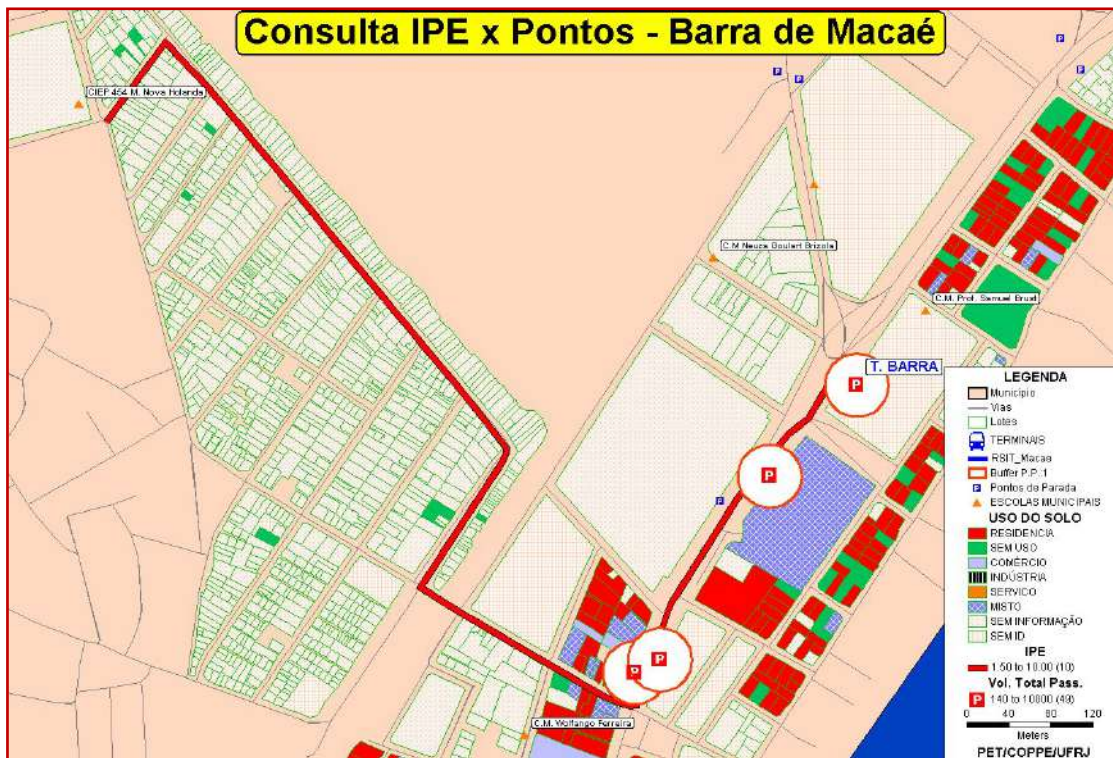 Consulta IPE x Pontos - Barra de Macaé
CIEP 454 M. Nova Holanda
C.M Neuza Goulart Brizola
C.M. Prof. Samuel Brust
T. BARRA
C.M. Wolfango Ferreira
P
P
P
P
P
P
P
P
P
LEGENDA
Município
Vias
Lotes
TERMINAIS
RSIT_Macae
Buffer P.P.:1
P Pontos de Parada
ESCOLAS MUNICIPAIS
USO DO SOLO
RESIDENCIA
SEM USO
COMÉRCIO
INDÚSTRIA
SERVICO
MISTO
SEM INFORMAÇÃO
SEM ID
IPE
1.50 to 10.00 (10)
Vol. Total Pass.
P 140 to 10800 (49)
0 40 80 120
Meters
PET/COPPE/UFRJ